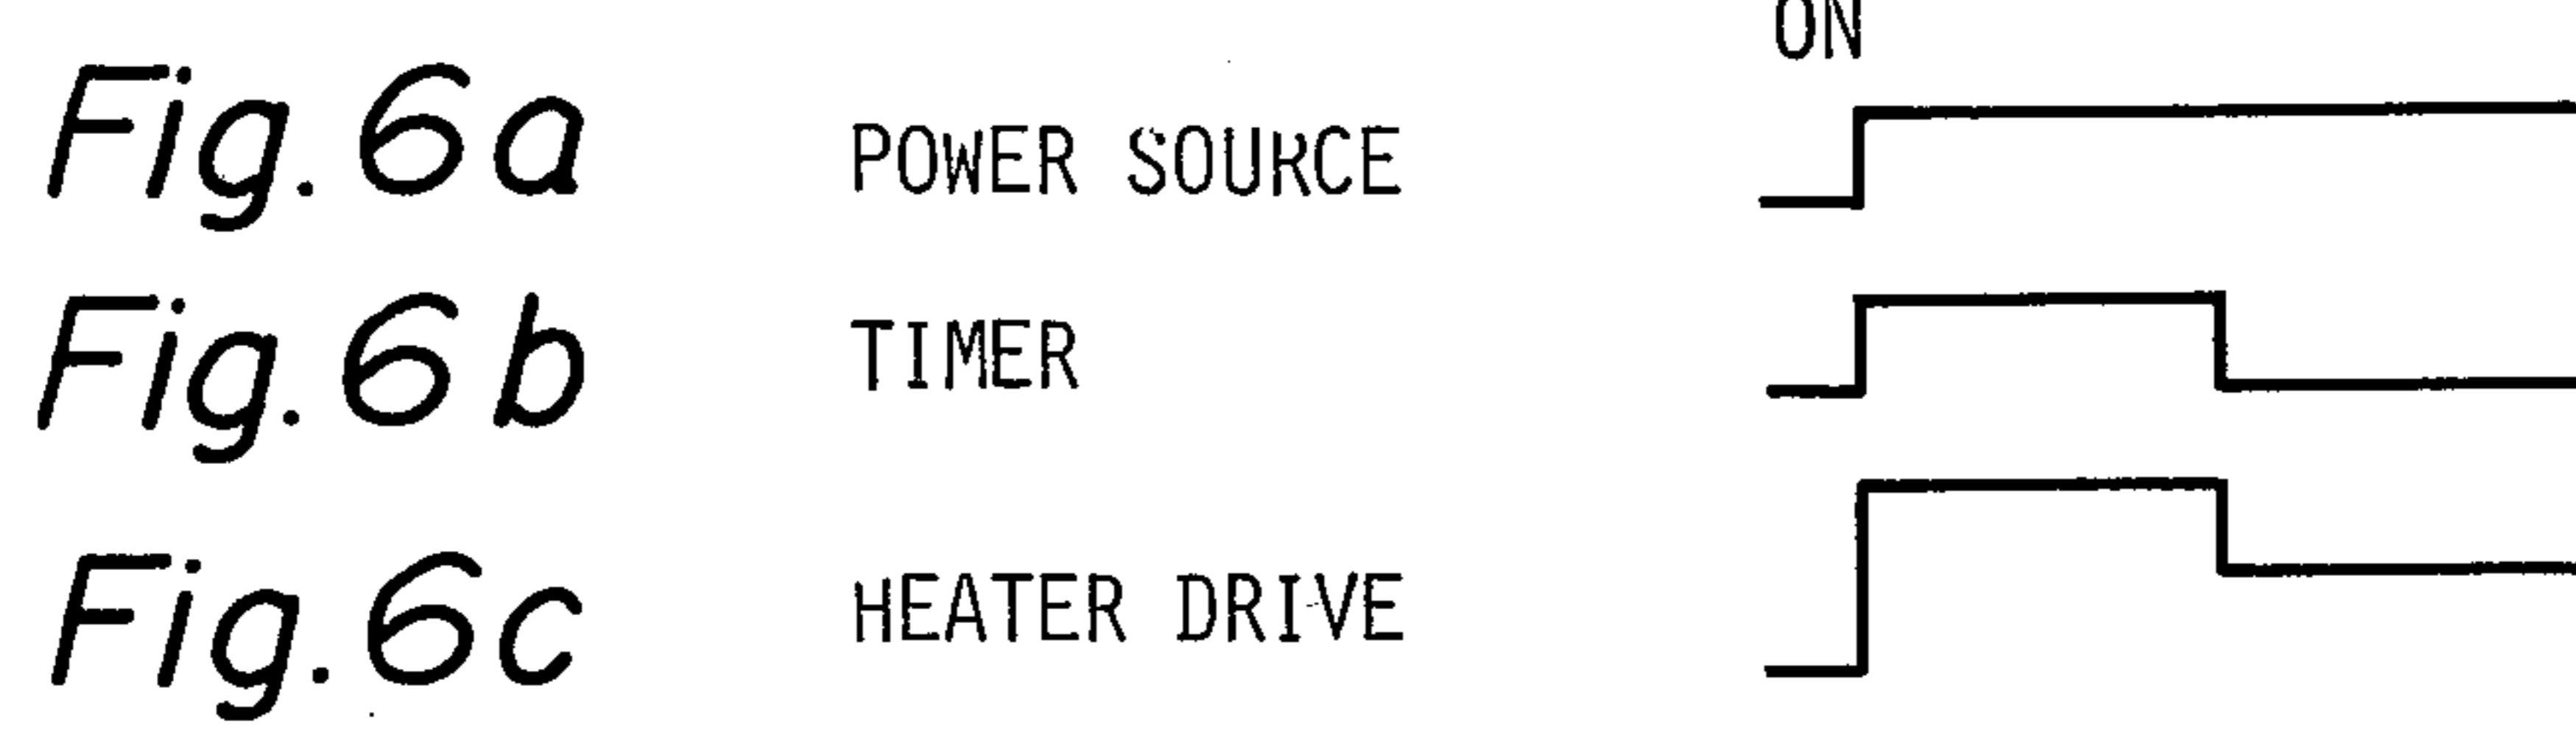 ON
Fig. 6a POWER SOURCE
Fig. 6b TIMER
Fig. 6c HEATER DRIVE